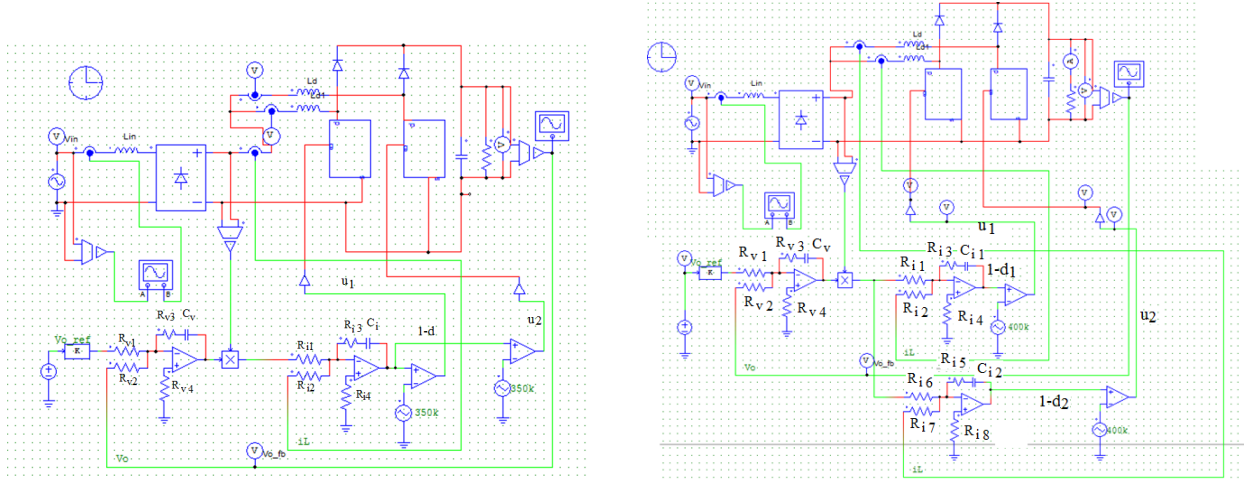 Ld
Ld1
V
V
V
V
Vin
Lin
A B
u1
u2
Vo_ref
K
Rv1
Rv2
Rv3 Cv
Rv4
Ri1
Ri2
Ri3 Ci
Ri4
1-d
350k
350k
iL
Vo
V
Vo_fb
Ld
Ld1
A
V
V
Vin
Lin
A B
V
V
V
V
u1
u2
V
Vo_ref
K
Rv1
Rv2
Rv3 Cv
Rv4
Ri1
Ri2
Ri3 Ci1
Ri4
1-d1
400k
iL
Vo
V
Vo_fb
Ri5
Ci2
Ri6
Ri7
Ri8
1-d2
400k
iL